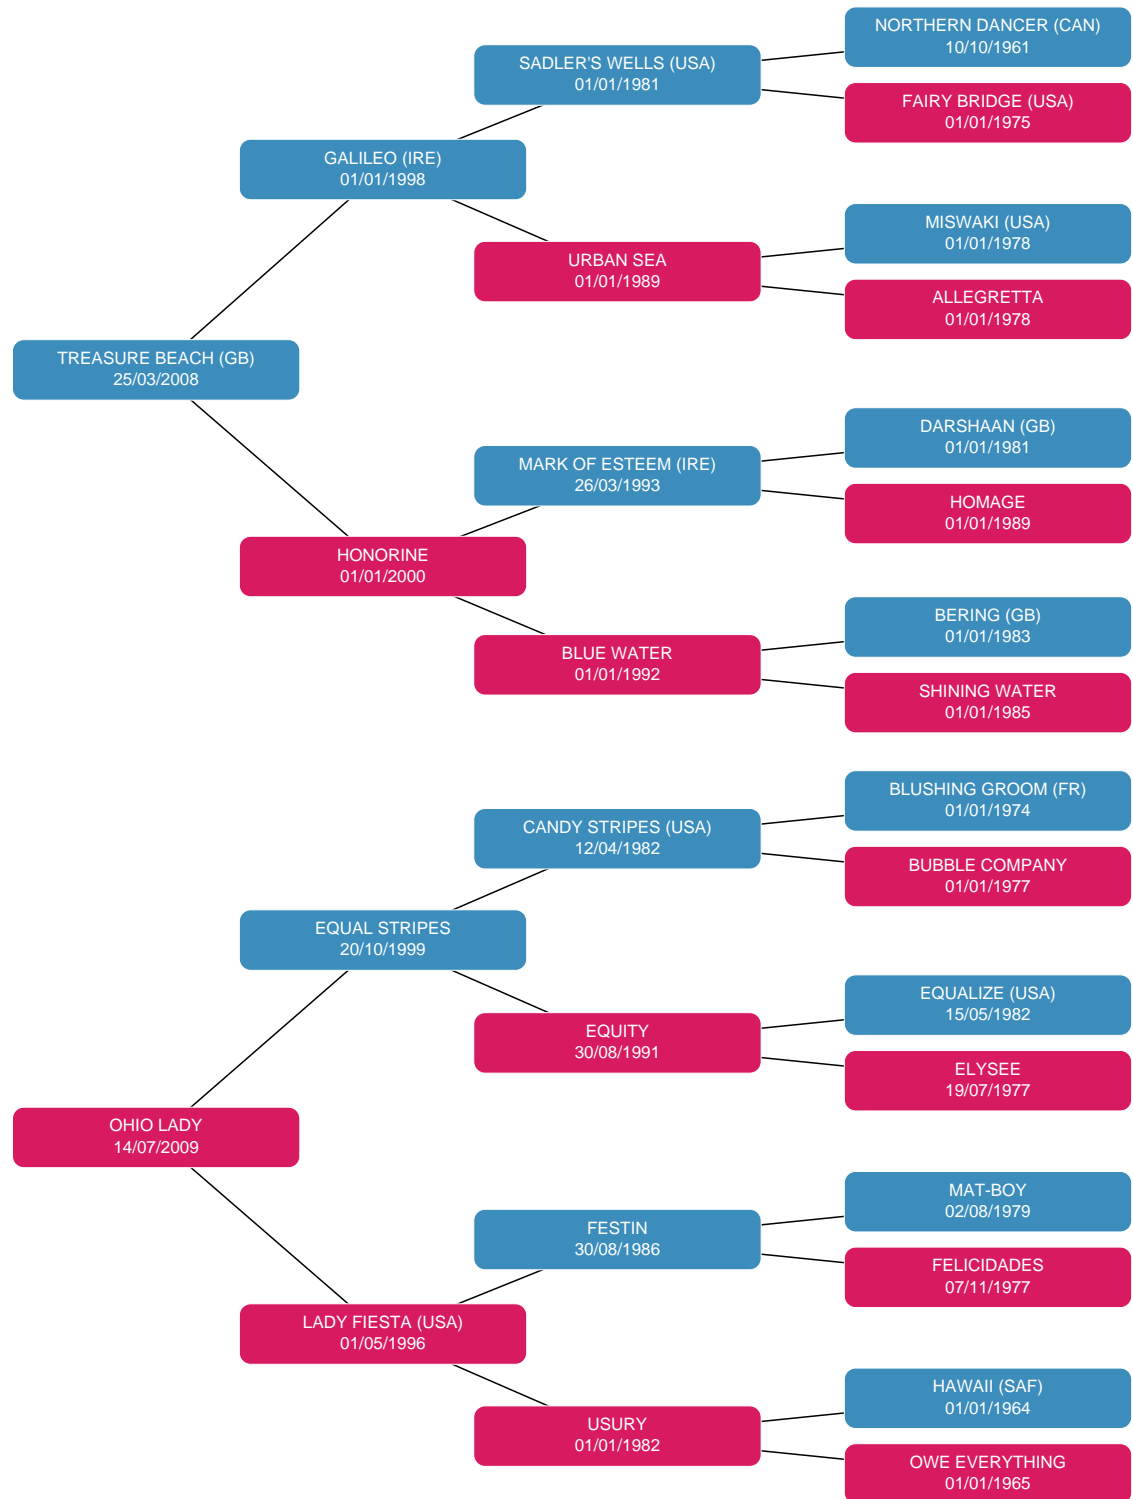 NORTHERN DANCER (CAN)
10/10/1961
SADLER'S WELLS (USA)
01/01/1981
FAIRY BRIDGE (USA)
01/01/1975
GALILEO (IRE)
01/01/1998
MISWAKI (USA)
01/01/1978
URBAN SEA
01/01/1989
ALLEGRETTA
01/01/1978
TREASURE BEACH (GB)
25/03/2008
DARSHAAN (GB)
01/01/1981
MARK OF ESTEEM (IRE)
26/03/1993
HOMAGE
01/01/1989
HONORINE
01/01/2000
BERING (GB)
01/01/1983
BLUE WATER
01/01/1992
SHINING WATER
01/01/1985
BLUSHING GROOM (FR)
01/01/1974
CANDY STRIPES (USA)
12/04/1982
BUBBLE COMPANY
01/01/1977
EQUAL STRIPES
20/10/1999
EQUALIZE (USA)
15/05/1982
EQUITY
30/08/1991
ELYSEE
19/07/1977
OHIO LADY
14/07/2009
MAT-BOY
02/08/1979
FESTIN
30/08/1986
FELICIDADES
07/11/1977
LADY FIESTA (USA)
01/05/1996
HAWAII (SAF)
01/01/1964
USURY
01/01/1982
OWE EVERYTHING
01/01/1965